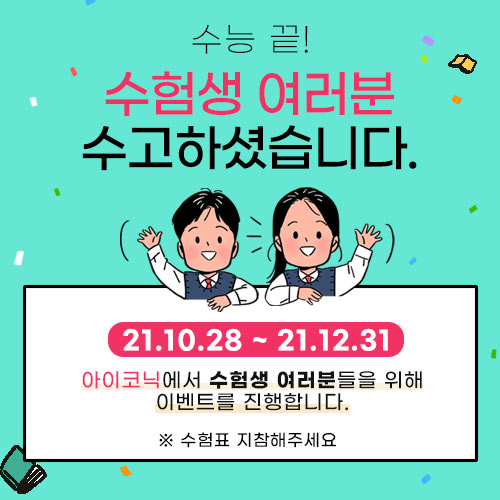 수능 끝!
수험생 여러분
수고하셨습니다.
21.10.28 ~ 21.12.31
아이코닉에서 수험생 여러분들을 위해
이벤트를 진행합니다.
※ 수험표 지참해주세요